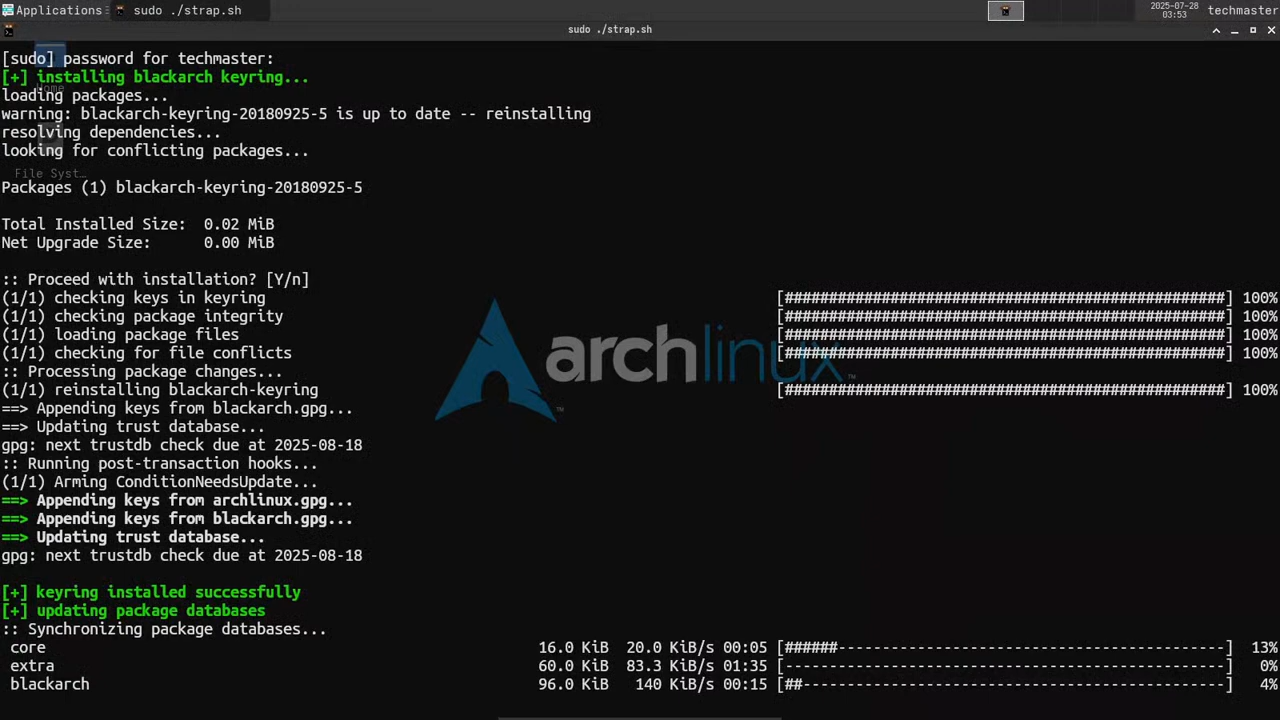 Applications
sudo ./strap.sh
2025-07-28
03:53
techmaster
sudo ./strap.sh
[sudo] password for techmaster:
[+] installing blackarch keyring...
Home
loading packages...
warning: blackarch-keyring-20180925-5 is up to date -- reinstalling
resolving dependencies...
looking for conflicting packages...
File Syst…
Packages (1) blackarch-keyring-20180925-5
Total Installed Size:  0.02 MiB
Net Upgrade Size:      0.00 MiB
:: Proceed with installation? [Y/n]
(1/1) checking keys in keyring [##################################################] 100%
(1/1) checking package integrity [##################################################] 100%
(1/1) loading package files [##################################################] 100%
(1/1) checking for file conflicts [##################################################] 100%
archlinux™
:: Processing package changes...
(1/1) reinstalling blackarch-keyring [##################################################] 100%
==> Appending keys from blackarch.gpg...
™
==> Updating trust database...
gpg: next trustdb check due at 2025-08-18
:: Running post-transaction hooks...
(1/1) Arming ConditionNeedsUpdate...
==> Appending keys from archlinux.gpg...
==> Appending keys from blackarch.gpg...
==> Updating trust database...
gpg: next trustdb check due at 2025-08-18
[+] keyring installed successfully
[+] updating package databases
:: Synchronizing package databases...
core 16.0 KiB 20.0 KiB/s 00:05 [######--------------------------------------------] 13%
extra 60.0 KiB 83.3 KiB/s 01:35 [--------------------------------------------------] 0%
blackarch 96.0 KiB 140 KiB/s 00:15 [##------------------------------------------------] 4%